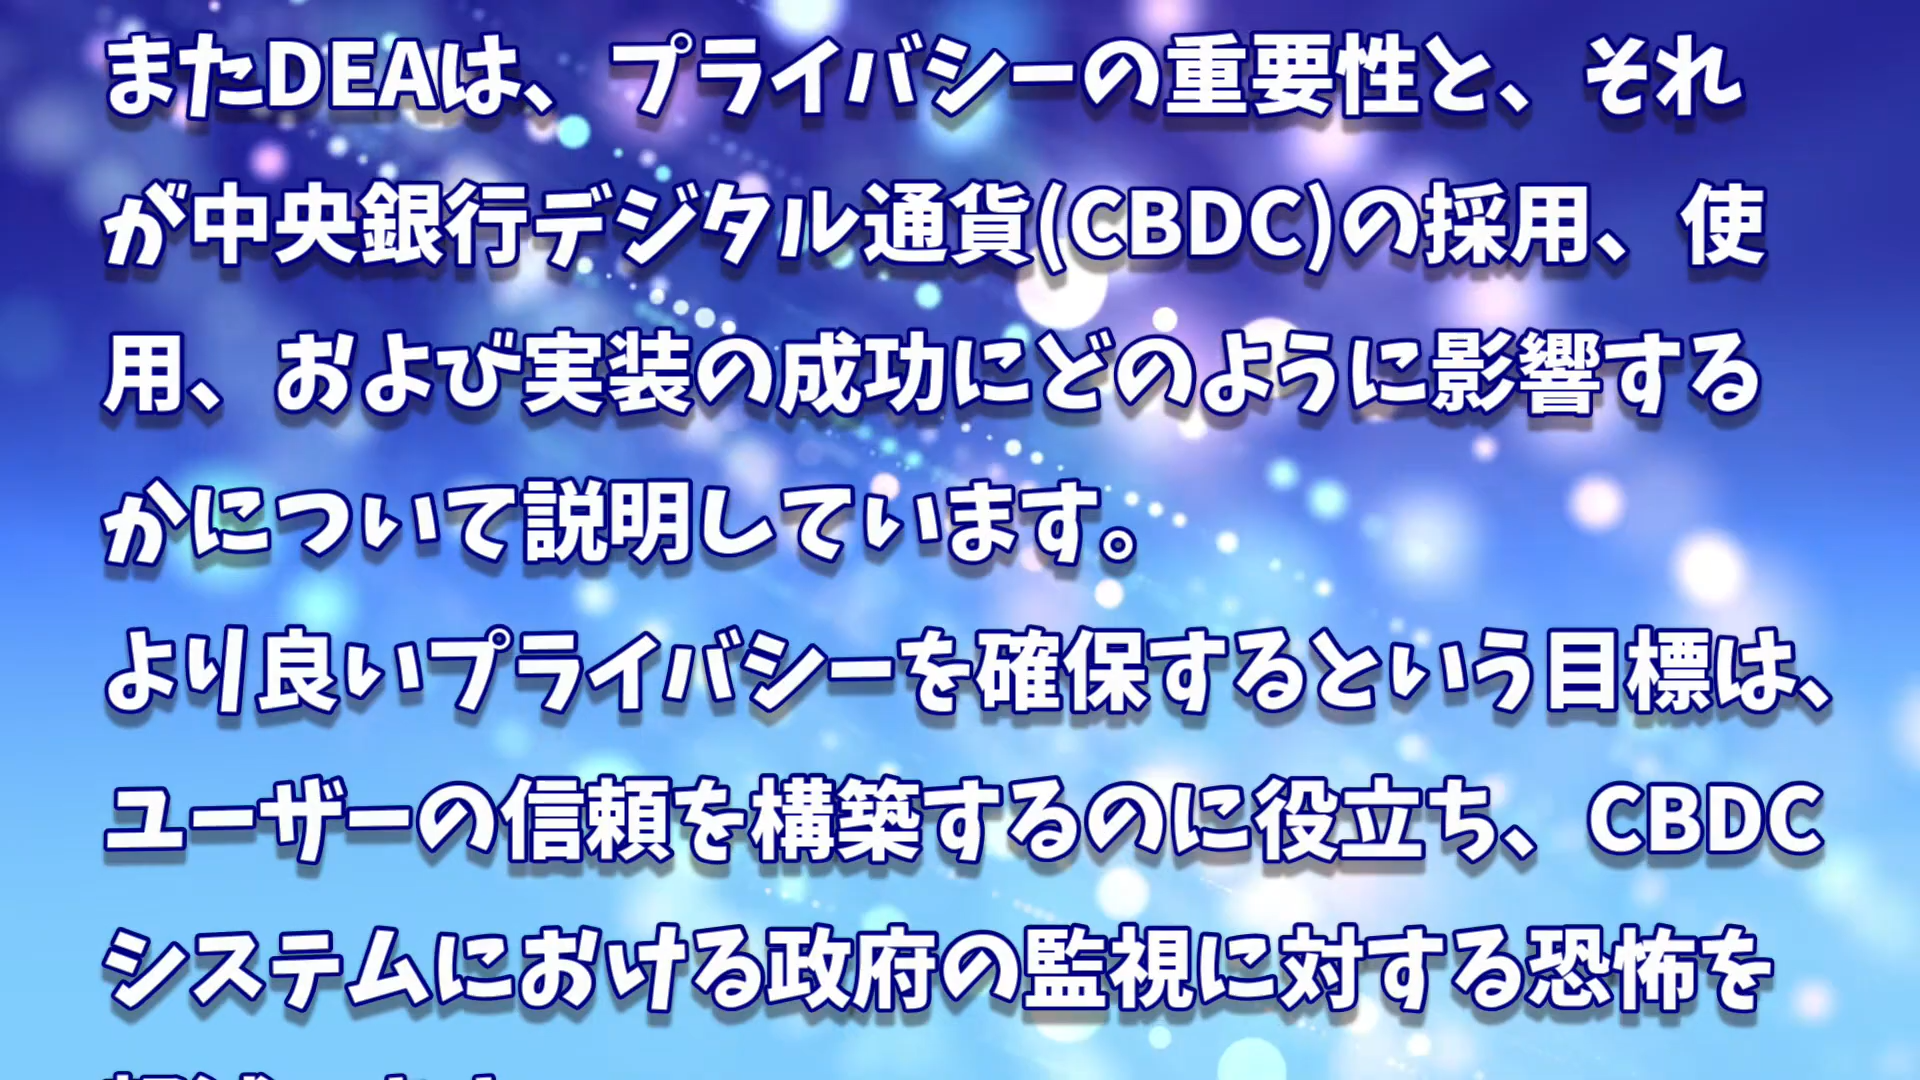 またDEAは、プライバシーの重要性と、それ
が中央銀行デジタル通貨(CBDC)の採用、使
用、および実装の成功にどのように影響する
かについて説明しています。
より良いプライバシーを確保するという目標は、
ユーザーの信頼を構築するのに役立ち、CBDC
システムにおける政府の監視に対する恐怖を